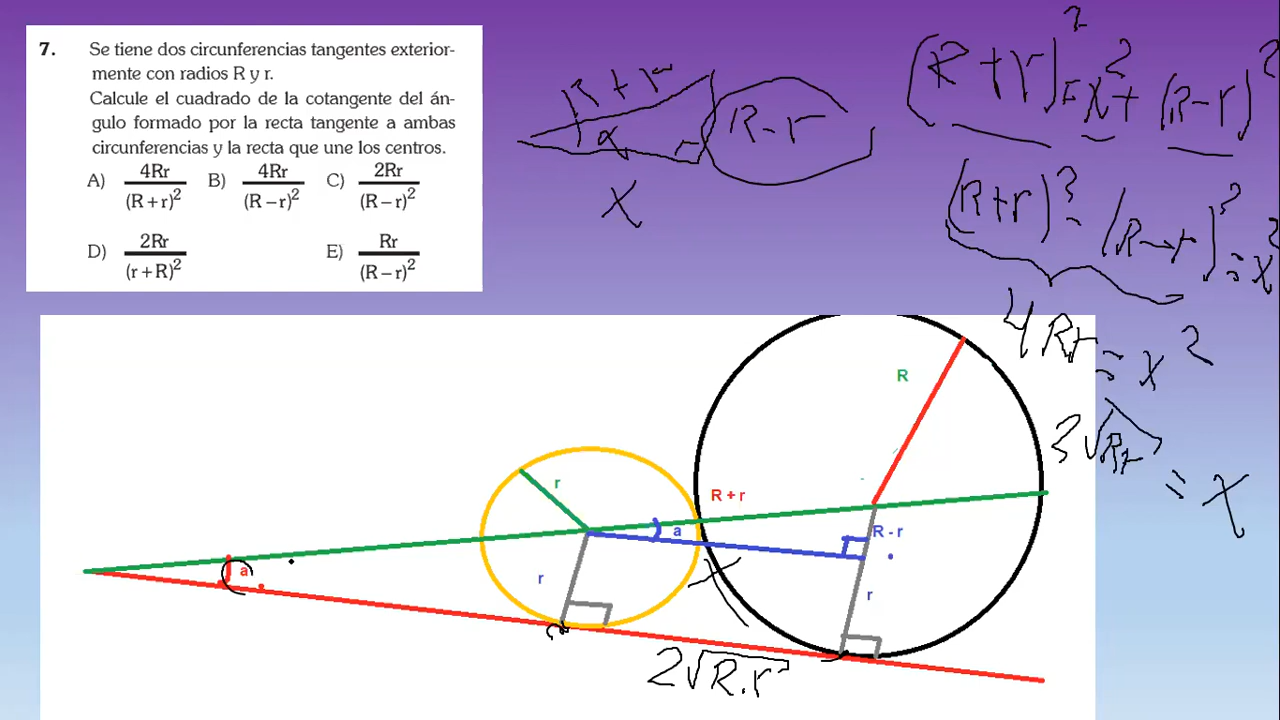 7. Se tiene dos circunferencias tangentes exterior-
mente con radios R y r.
Calcule el cuadrado de la cotangente del án-
gulo formado por la recta tangente a ambas
circunferencias y la recta que une los centros.
A) 4Rr/(R+r)² B) 4Rr/(R–r)² C) 2Rr/(R–r)²
D) 2Rr/(r+R)² E) Rr/(R–r)²
R+r
α
R-r
x
(R+r)² = x² + (R-r)²
(R+r)² - (R-r)² = x²
4Rr = x²
2√Rr = x
R
r
R + r
a
R - r
a
r
r
x
2√R.r